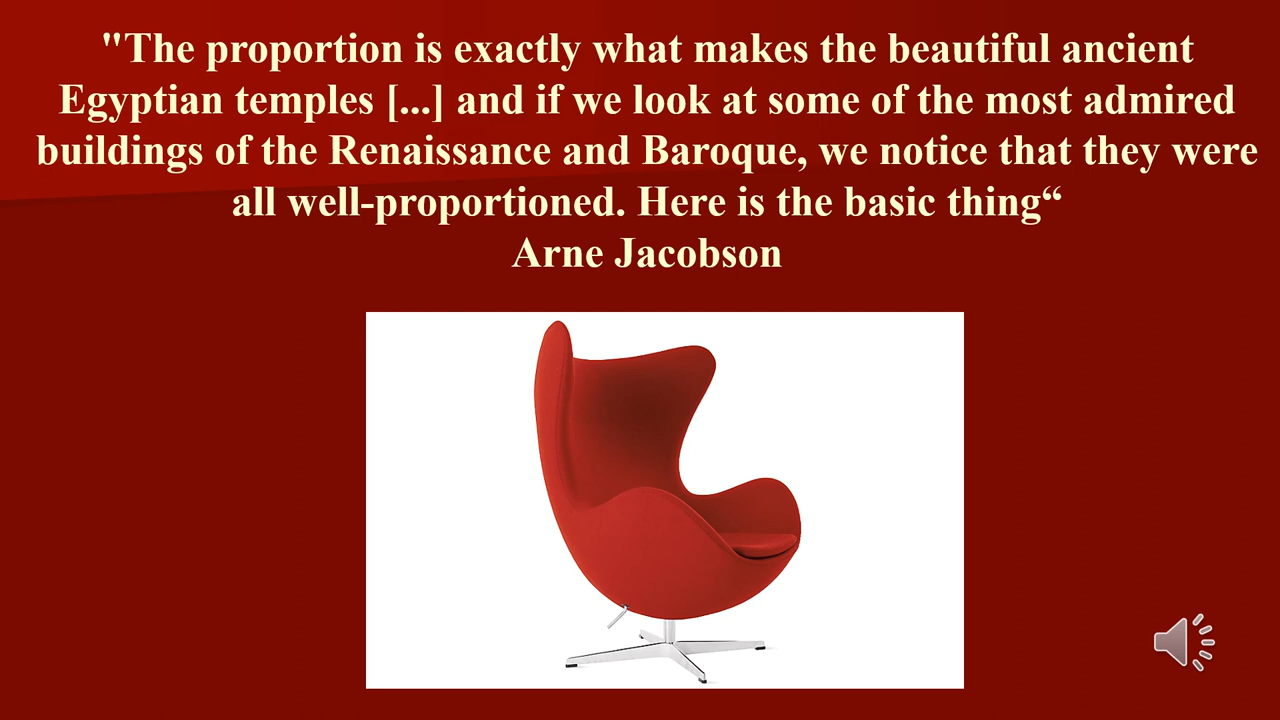 "The proportion is exactly what makes the beautiful ancient
Egyptian temples [...] and if we look at some of the most admired
buildings of the Renaissance and Baroque, we notice that they were
all well-proportioned. Here is the basic thing“
Arne Jacobson